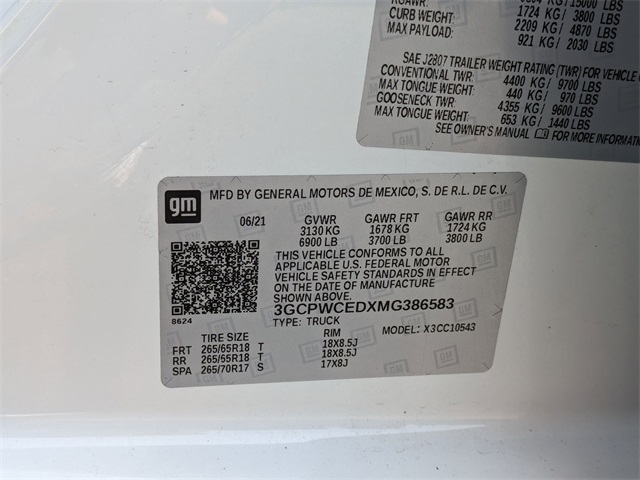 KG/15000 LBS
CURB WEIGHT: 1724 KG / 3800 LBS
MAX PAYLOAD: 2209 KG / 4870 LBS
921 KG/ 2030 LBS
SAE J2807 TRAILER WEIGHT RATING (TWR) FOR VEHICLE
CONVENTIONAL TWR: 4400 KG / 9700 LBS
MAX TONGUE WT: 440 KG / 970 LBS
GOOSENECK TWR: 4355 KG / 9600 LBS
MAX TONGUE WT: 653 KG / 1440 LBS
SEE OWNER'S MANUAL FOR MORE INFORMATION
gm
MFD BY GENERAL MOTORS DE MEXICO, S. DE R.L. DE C.V.
06/21 GVWR GAWR FRT GAWR RR
3130 KG 1678 KG 1724 KG
6900 LB 3700 LB 3800 LB
THIS VEHICLE CONFORMS TO ALL
APPLICABLE U.S. FEDERAL MOTOR
VEHICLE SAFETY STANDARDS IN EFFECT
ON THE DATE OF MANUFACTURE
SHOWN ABOVE.
3GCPWCEDXMG386583
8624
TYPE: TRUCK MODEL: X3CC10543
TIRE SIZE RIM
FRT 265/65R18 T 18X8.5J
RR 265/65R18 T 18X8.5J
SPA 265/70R17 S 17X8J